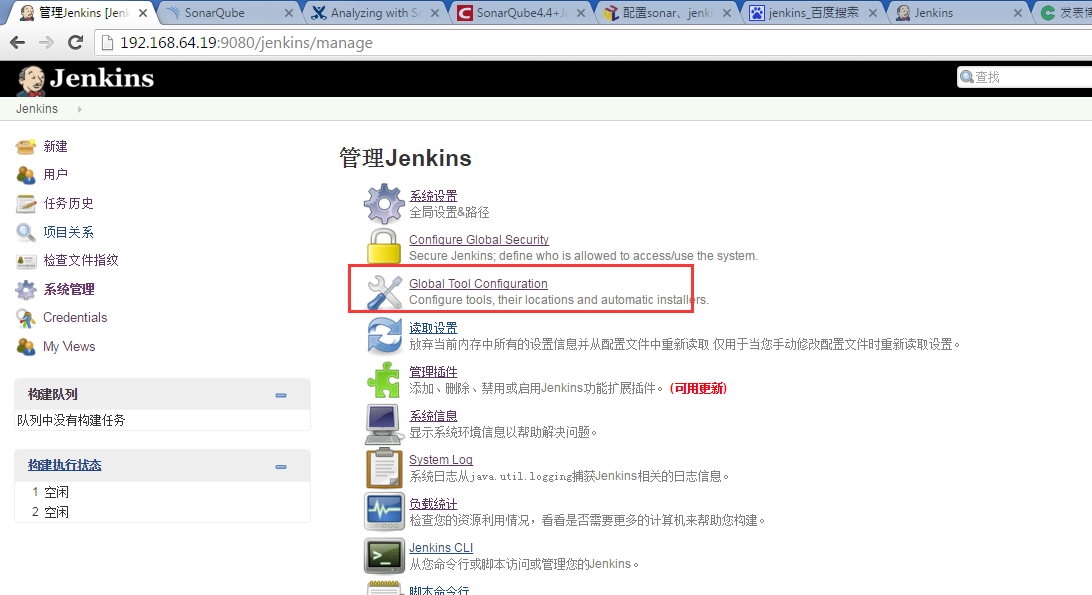 管理Jenkins [Jenk
SonarQube
Analyzing with So
SonarQube4.4+Je
配置sonar、jenki
jenkins_百度搜索
Jenkins
发表博
192.168.64.19:9080/jenkins/manage
Jenkins
查找
Jenkins
新建
用户
任务历史
项目关系
检查文件指纹
系统管理
Credentials
My Views
构建队列
队列中没有构建任务
构建执行状态
1 空闲
2 空闲
管理Jenkins
系统设置
全局设置&路径
Configure Global Security
Secure Jenkins; define who is allowed to access/use the system.
Global Tool Configuration
Configure tools, their locations and automatic installers.
读取设置
放弃当前内存中所有的设置信息并从配置文件中重新读取 仅用于当您手动修改配置文件时重新读取设置。
管理插件
添加、删除、禁用或启用Jenkins功能扩展插件。 (可用更新)
系统信息
显示系统环境信息以帮助解决问题。
System Log
系统日志从java.util.logging捕获Jenkins相关的日志信息。
负载统计
检查您的资源利用情况，看看是否需要更多的计算机来帮助您构建。
Jenkins CLI
从您命令行或脚本访问或管理您的Jenkins。
脚本命令行